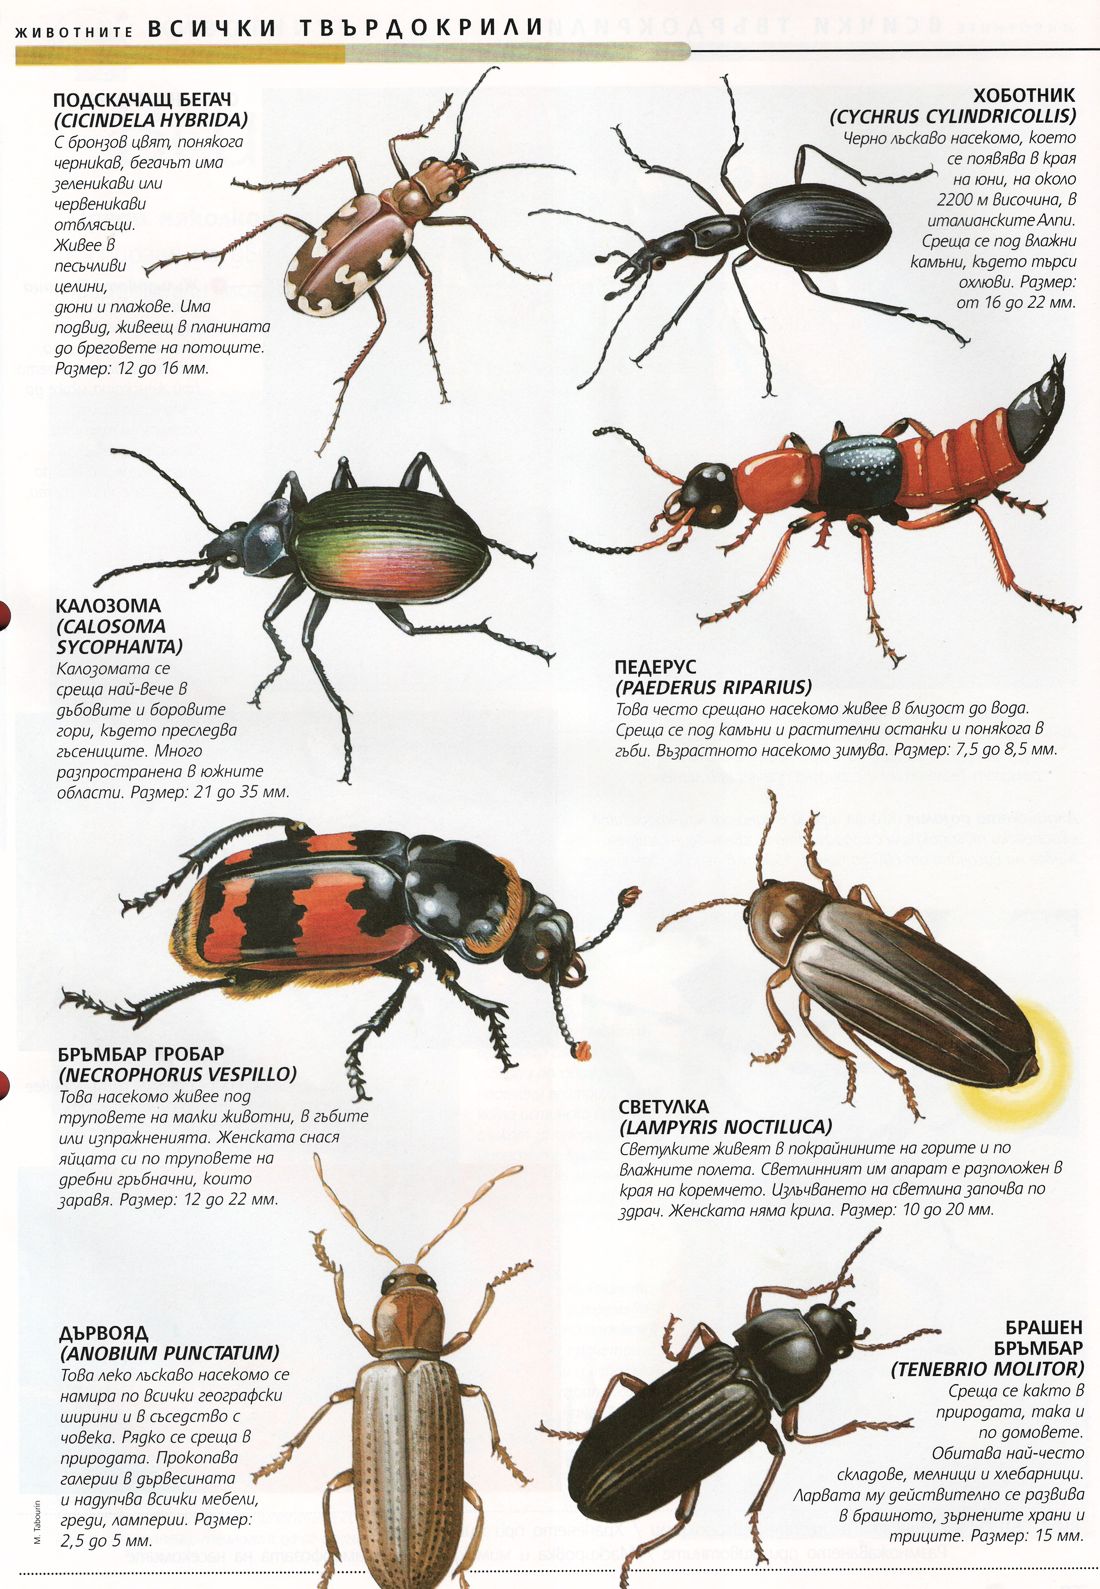 ЖИВОТНИТЕ ВСИЧКИ ТВЪРДОКРИЛИ
ПОДСКАЧАЩ БЕГАЧ
(CICINDELA HYBRIDA)
С бронзов цвят, понякога
черникав, бегачът има
зеленикави или
червеникави
отблясъци.
Живее в
песъчливи
целини,
дюни и плажове. Има
подвид, живеещ в планината
до бреговете на потоците.
Размер: 12 до 16 мм.
ХОБОТНИК
(CYCHRUS CYLINDRICOLLIS)
Черно лъскаво насекомо, което
се появява в края
на юни, на около
2200 м височина, в
италианските Алпи.
Среща се под влажни
камъни, където търси
охлюви. Размер:
от 16 до 22 мм.
КАЛОЗОМА
(CALOSOMA
SYCOPHANTA)
Калозомата се
среща най-вече в
дъбовите и боровите
гори, където преследва
гъсениците. Много
разпространена в южните
области. Размер: 21 до 35 мм.
ПЕДЕРУС
(PAEDERUS RIPARIUS)
Това често срещано насекомо живее в близост до вода.
Среща се под камъни и растителни останки и понякога в
гъби. Възрастното насекомо зимува. Размер: 7,5 до 8,5 мм.
БРЪМБАР ГРОБАР
(NECROPHORUS VESPILLO)
Това насекомо живее под
труповете на малки животни, в гъбите
или изпражненията. Женската снася
яйцата си по труповете на
дребни гръбначни, които
заравя. Размер: 12 до 22 мм.
СВЕТУЛКА
(LAMPYRIS NOCTILUCA)
Светулките живеят в покрайнините на горите и по
влажните полета. Светлинният им апарат е разположен в
края на коремчето. Излъчването на светлина започва по
здрач. Женската няма крила. Размер: 10 до 20 мм.
ДЪРВОЯД
(ANOBIUM PUNCTATUM)
Това леко лъскаво насекомо се
намира по всички географски
ширини и в съседство с
човека. Рядко се среща в
природата. Прокопава
галерии в дървесината
и надупчва всички мебели,
греди, ламперии. Размер:
2,5 до 5 мм.
БРАШЕН
БРЪМБАР
(TENEBRIO MOLITOR)
Среща се както в
природата, така и
по домовете.
Обитава най-често
складове, мелници и хлебарници.
Ларвата му действително се развива
в брашното, зърнените храни и
триците. Размер: 15 мм.
M. Tabourin